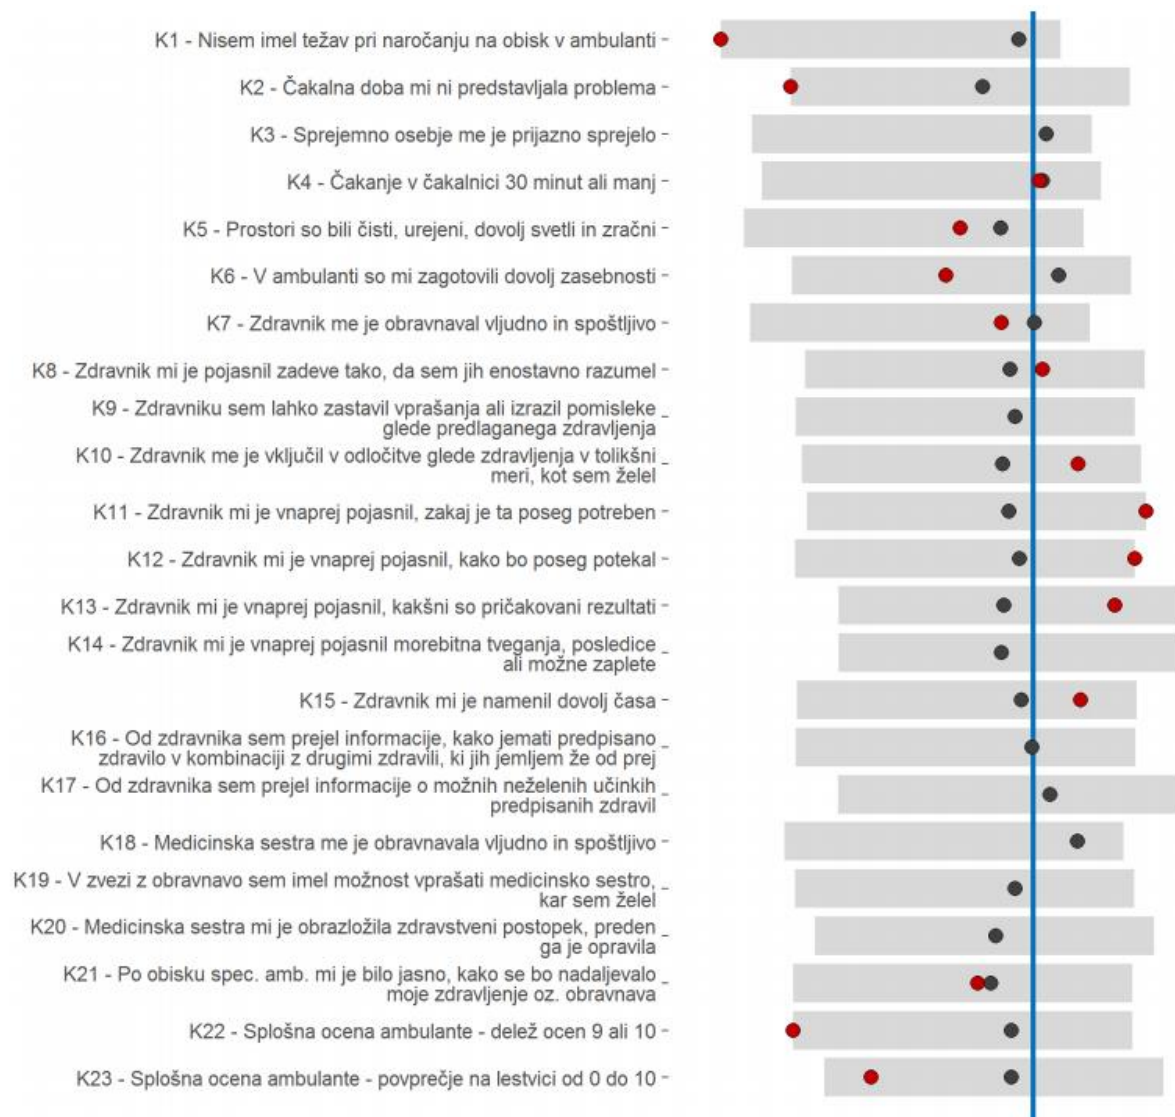 K1 - Nisem imel težav pri naročanju na obisk v ambulanti
K2 - Čakalna doba mi ni predstavljala problema
K3 - Sprejemno osebje me je prijazno sprejelo
K4 - Čakanje v čakalnici 30 minut ali manj
K5 - Prostori so bili čisti, urejeni, dovolj svetli in zračni
K6 - V ambulanti so mi zagotovili dovolj zasebnosti
K7 - Zdravnik me je obravnaval vljudno in spoštljivo
K8 - Zdravnik mi je pojasnil zadeve tako, da sem jih enostavno razumel
K9 - Zdravniku sem lahko zastavil vprašanja ali izrazil pomisleke
glede predlaganega zdravljenja
K10 - Zdravnik me je vključil v odločitve glede zdravljenja v tolikšni
meri, kot sem želel
K11 - Zdravnik mi je vnaprej pojasnil, zakaj je ta poseg potreben
K12 - Zdravnik mi je vnaprej pojasnil, kako bo poseg potekal
K13 - Zdravnik mi je vnaprej pojasnil, kakšni so pričakovani rezultati
K14 - Zdravnik mi je vnaprej pojasnil morebitna tveganja, posledice
ali možne zaplete
K15 - Zdravnik mi je namenil dovolj časa
K16 - Od zdravnika sem prejel informacije, kako jemati predpisano
zdravilo v kombinaciji z drugimi zdravili, ki jih jemljem že od prej
K17 - Od zdravnika sem prejel informacije o možnih neželenih učinkih
predpisanih zdravil
K18 - Medicinska sestra me je obravnavala vljudno in spoštljivo
K19 - V zvezi z obravnavo sem imel možnost vprašati medicinsko sestro,
kar sem želel
K20 - Medicinska sestra mi je obrazložila zdravstveni postopek, preden
ga je opravila
K21 - Po obisku spec. amb. mi je bilo jasno, kako se bo nadaljevalo
moje zdravljenje oz. obravnava
K22 - Splošna ocena ambulante - delež ocen 9 ali 10
K23 - Splošna ocena ambulante - povprečje na lestvici od 0 do 10